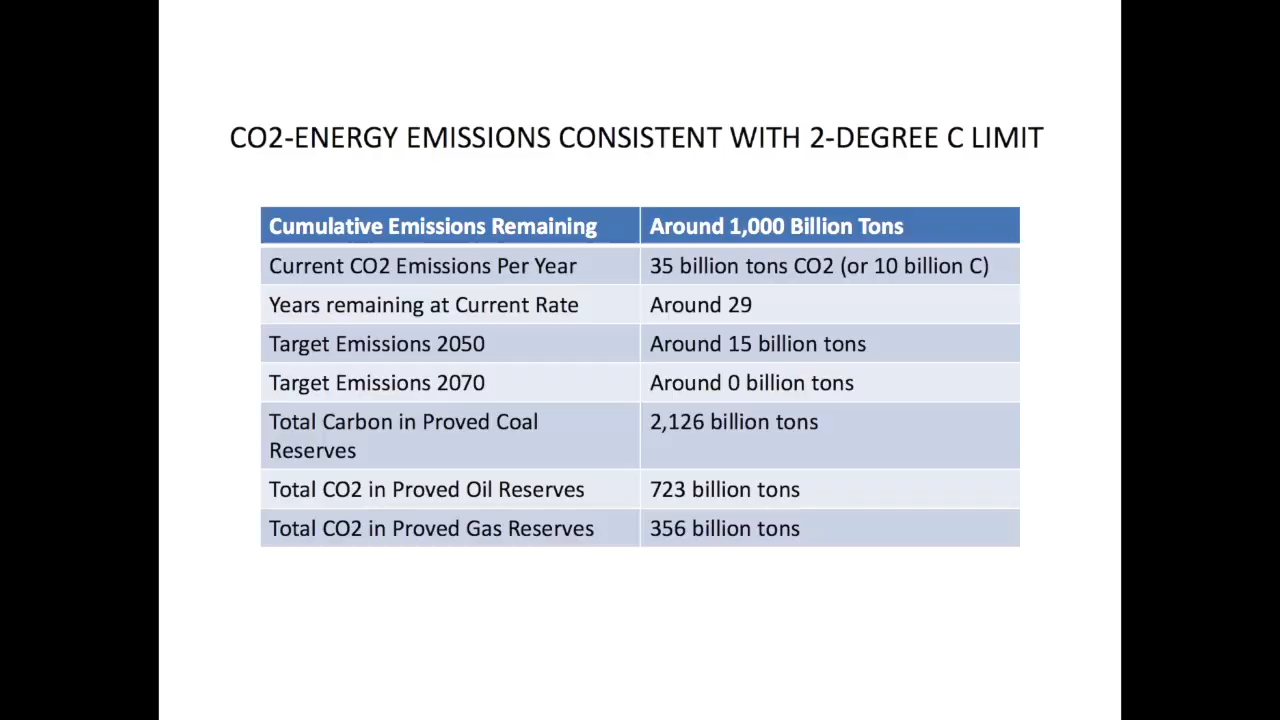 CO2-ENERGY EMISSIONS CONSISTENT WITH 2-DEGREE C LIMIT
Cumulative Emissions Remaining Around 1,000 Billion Tons
Current CO2 Emissions Per Year 35 billion tons CO2 (or 10 billion C)
Years remaining at Current Rate Around 29
Target Emissions 2050 Around 15 billion tons
Target Emissions 2070 Around 0 billion tons
Total Carbon in Proved Coal 2,126 billion tons
Reserves
Total CO2 in Proved Oil Reserves 723 billion tons
Total CO2 in Proved Gas Reserves 356 billion tons